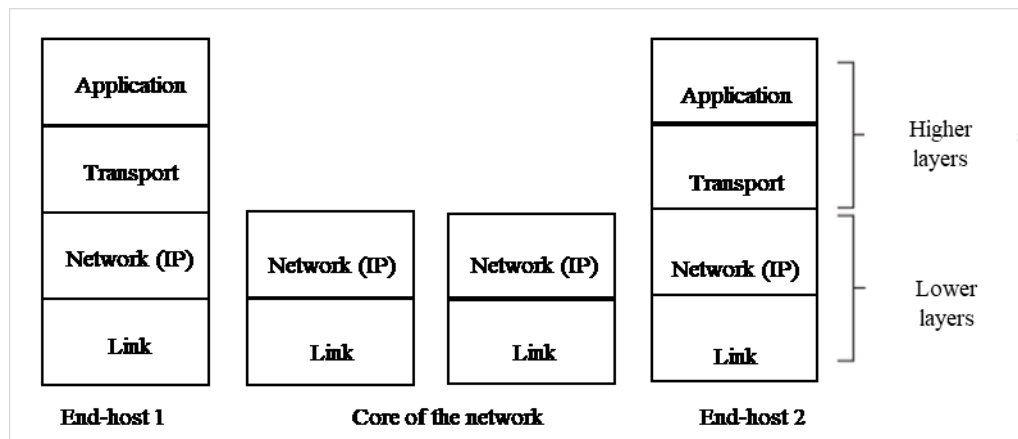 Application
Transport
Network (IP)
Link
End-host 1
Network (IP)
Link
Network (IP)
Link
Core of the network
Application
Transport
Network (IP)
Link
End-host 2
Higher
layers
Lower
layers